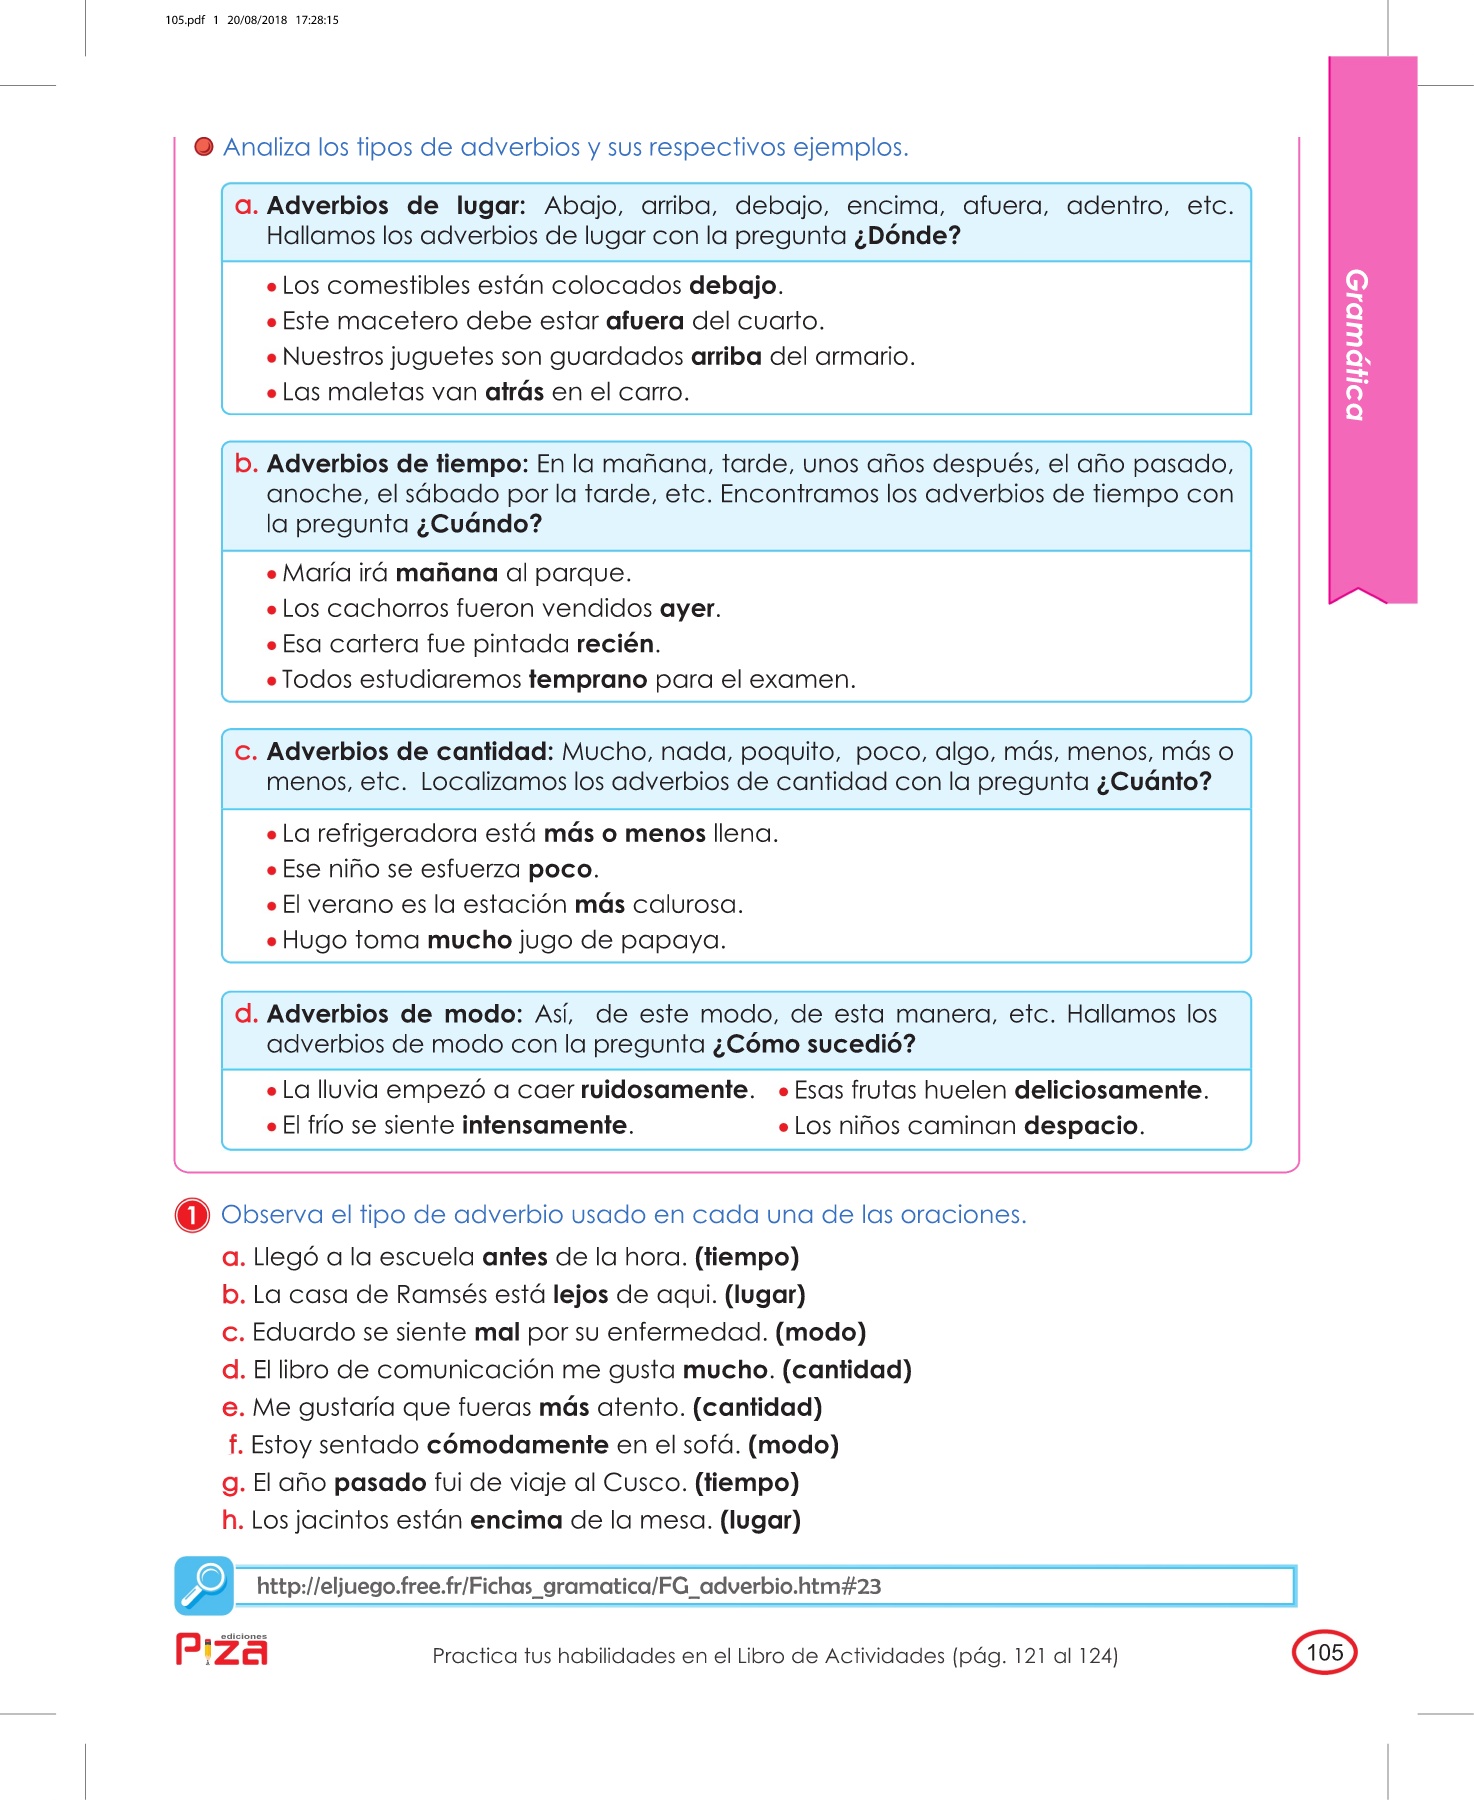 105.pdf 1 20/08/2018 17:28:15
Analiza los tipos de adverbios y sus respectivos ejemplos.
a. Adverbios de lugar: Abajo, arriba, debajo, encima, afuera, adentro, etc.
Hallamos los adverbios de lugar con la pregunta ¿Dónde?
• Los comestibles están colocados debajo.
• Este macetero debe estar afuera del cuarto.
• Nuestros juguetes son guardados arriba del armario.
• Las maletas van atrás en el carro.
Gramática
b. Adverbios de tiempo: En la mañana, tarde, unos años después, el año pasado,
anoche, el sábado por la tarde, etc. Encontramos los adverbios de tiempo con
la pregunta ¿Cuándo?
• María irá mañana al parque.
• Los cachorros fueron vendidos ayer.
• Esa cartera fue pintada recién.
• Todos estudiaremos temprano para el examen.
c. Adverbios de cantidad: Mucho, nada, poquito, poco, algo, más, menos, más o
menos, etc. Localizamos los adverbios de cantidad con la pregunta ¿Cuánto?
• La refrigeradora está más o menos llena.
• Ese niño se esfuerza poco.
• El verano es la estación más calurosa.
• Hugo toma mucho jugo de papaya.
d. Adverbios de modo: Así, de este modo, de esta manera, etc. Hallamos los
adverbios de modo con la pregunta ¿Cómo sucedió?
• La lluvia empezó a caer ruidosamente. • Esas frutas huelen deliciosamente.
• El frío se siente intensamente. • Los niños caminan despacio.
1 Observa el tipo de adverbio usado en cada una de las oraciones.
a. Llegó a la escuela antes de la hora. (tiempo)
b. La casa de Ramsés está lejos de aqui. (lugar)
c. Eduardo se siente mal por su enfermedad. (modo)
d. El libro de comunicación me gusta mucho. (cantidad)
e. Me gustaría que fueras más atento. (cantidad)
f. Estoy sentado cómodamente en el sofá. (modo)
g. El año pasado fui de viaje al Cusco. (tiempo)
h. Los jacintos están encima de la mesa. (lugar)
http://eljuego.free.fr/Fichas_gramatica/FG_adverbio.htm#23
ediciones
Piza
Practica tus habilidades en el Libro de Actividades (pág. 121 al 124)
105